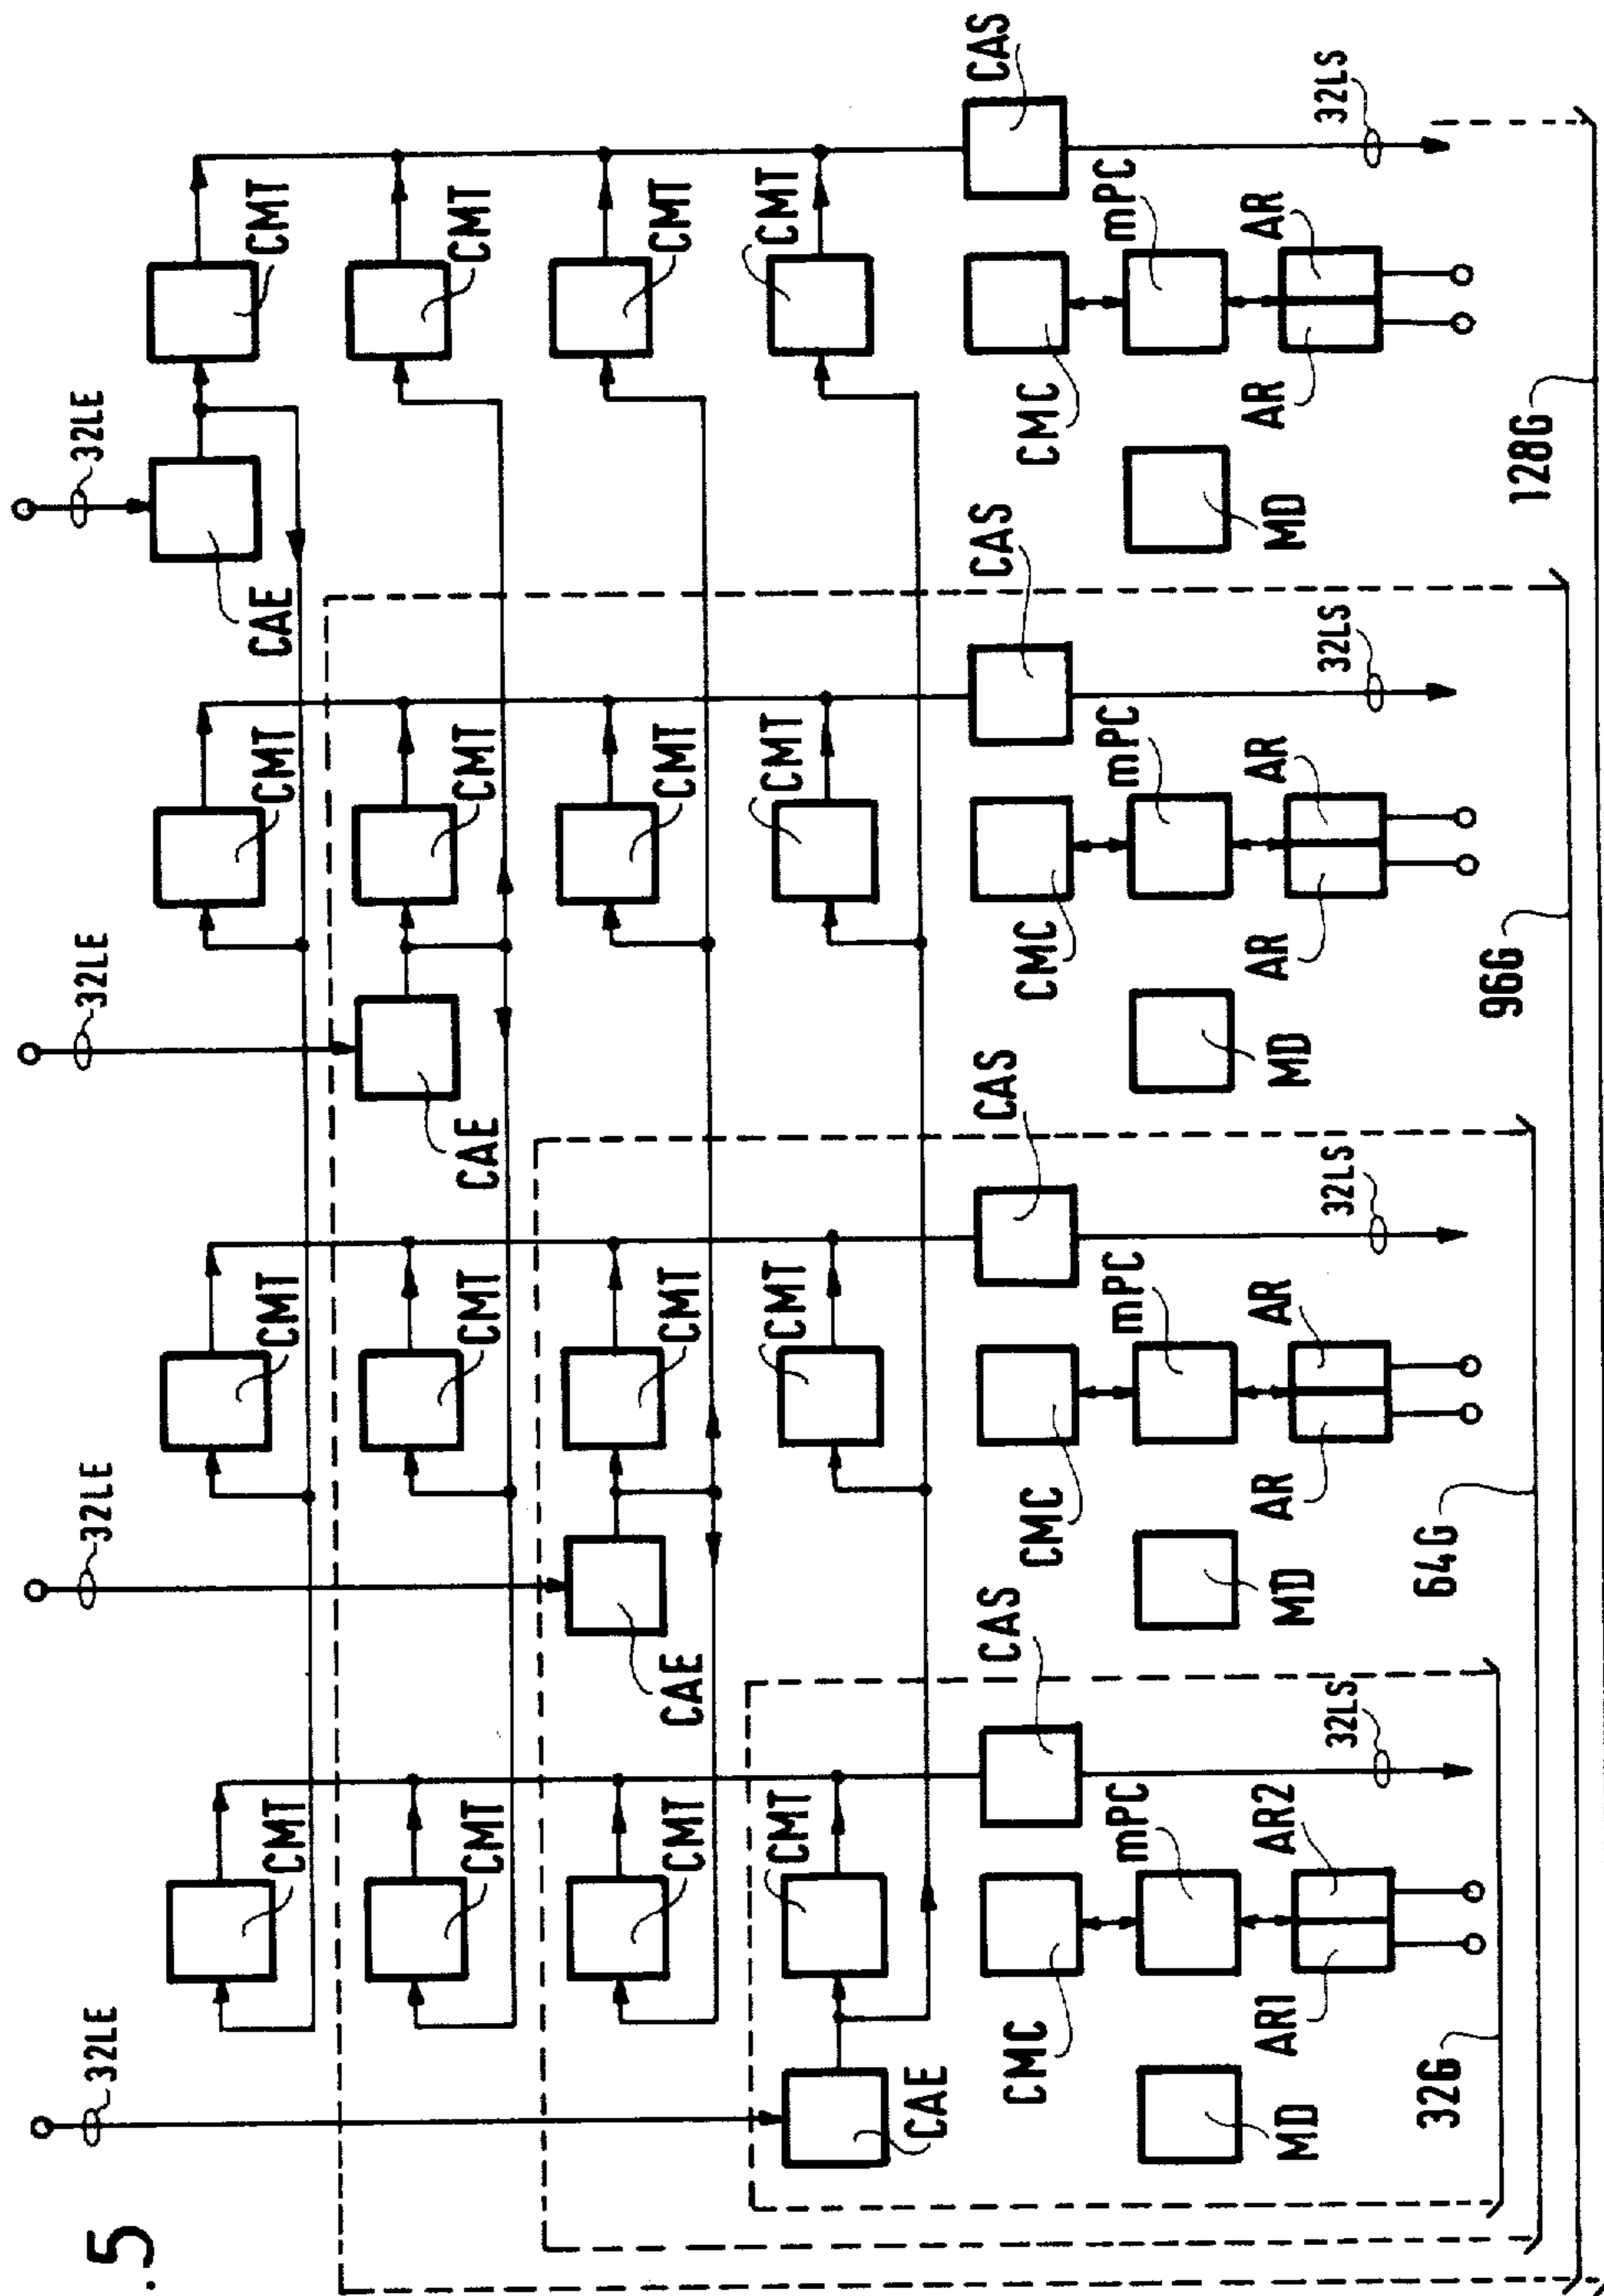 .5
32LE 32LE 32LE 32LE
CMT CMT CMT CAE CMT
CMT CMT CAE CMT CMT
CMT CAE CMT CMT CMT
CMT CMT CMT CMT
CAE
CAS CAS CAS CAS
CMC CMC CMC CMC
mPC mPC mPC mPC
MD AR1 AR2 MD AR AR MD AR AR MD AR AR
32LS 32LS 32LS 32LS
32G
64G
96G
128G